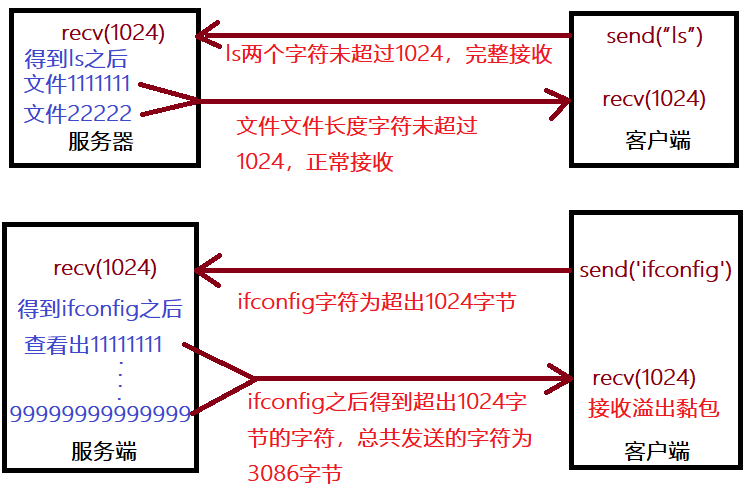 recv(1024)
send(“ls”)
得到ls之后
ls两个字符未超过1024，完整接收
文件1111111
recv(1024)
文件22222
文件文件长度字符未超过
1024，正常接收
服务器
客户端
recv(1024)
send('ifconfig')
ifconfig字符为超出1024字节
得到ifconfig之后
查看出11111111
recv(1024)
99999999999999
ifconfig之后得到超出1024字
节的字符，总共发送的字符为
3086字节
接收溢出黏包
服务端
客户端